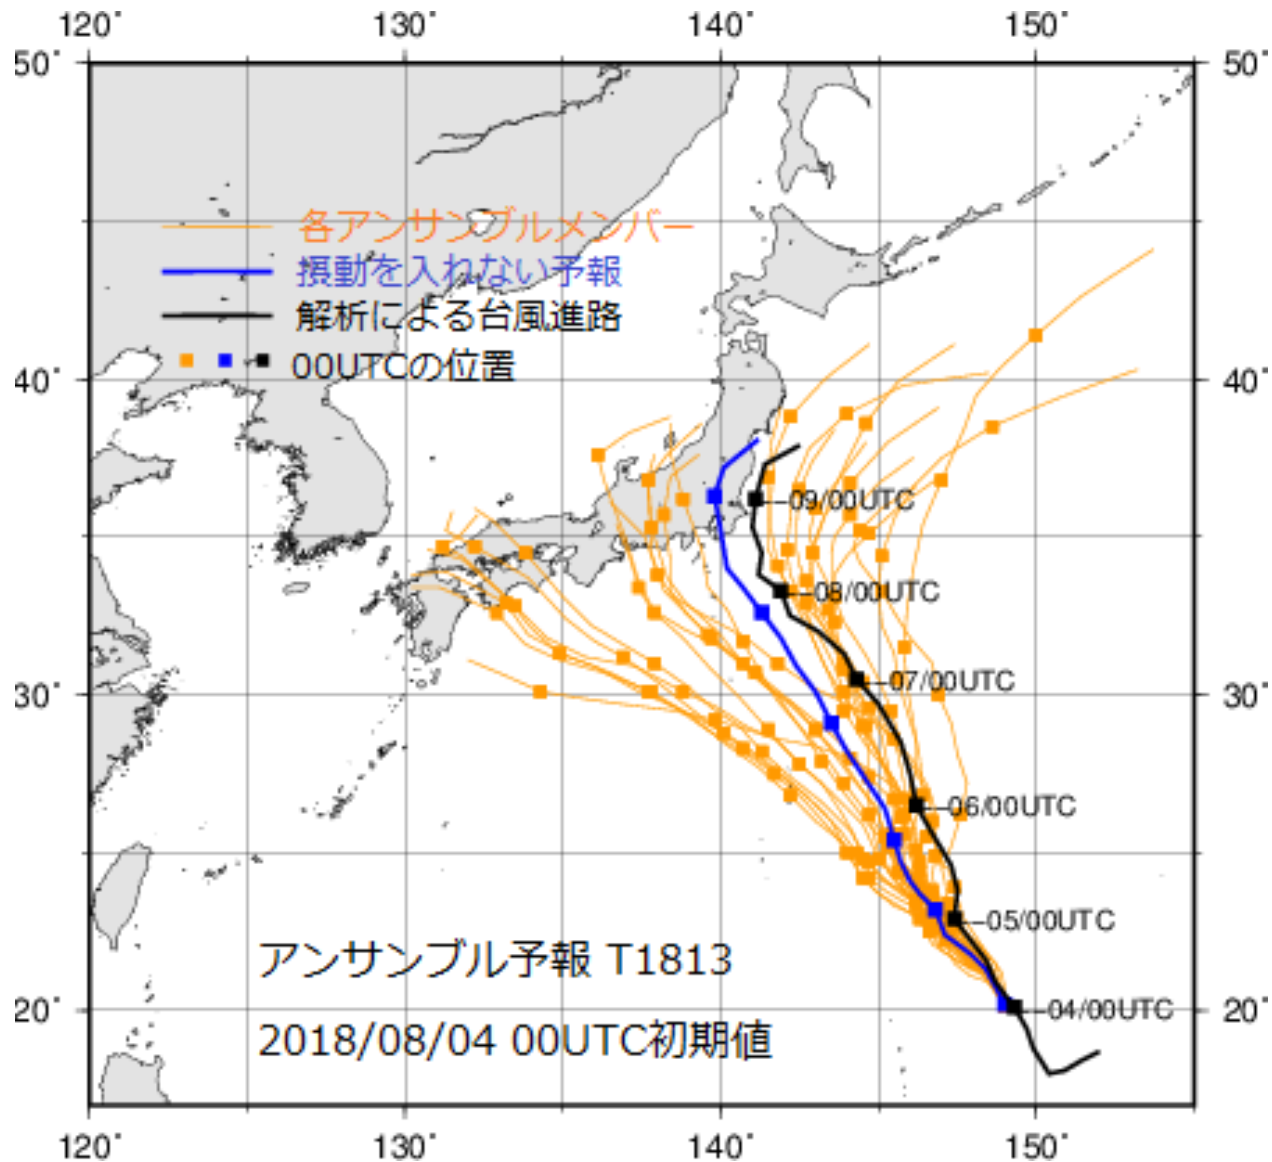 120° 130° 140° 150°
50° 50°
各アンサンブルメンバー
摂動を入れない予報
解析による台風進路
00UTCの位置
40° 40°
09/00UTC
08/00UTC
07/00UTC
30° 30°
06/00UTC
05/00UTC
アンサンブル予報 T1813
04/00UTC
20° 20°
2018/08/04 00UTC初期値
120° 130° 140° 150°